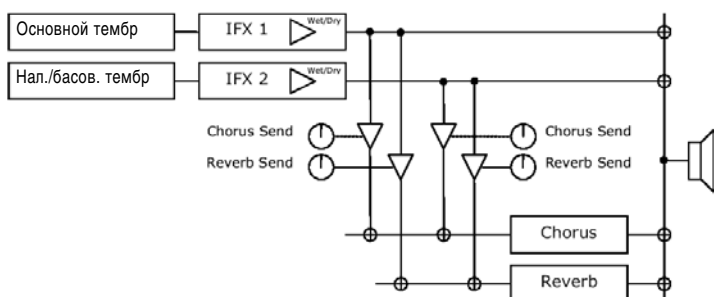 Основной тембр
IFX 1
Wet/Dry
Нал./басов. тембр
IFX 2
Wet/Dry
Chorus Send
Chorus Send
Reverb Send
Reverb Send
Chorus
Reverb